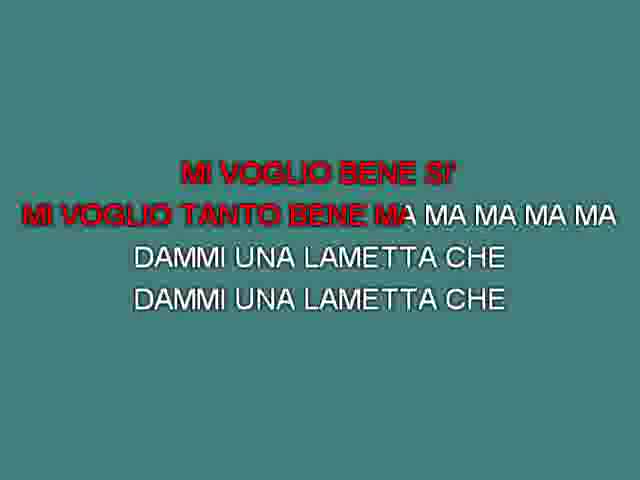 MI VOGLIO BENE SI'
MI VOGLIO TANTO BENE MA MA MA MA MA
DAMMI UNA LAMETTA CHE
DAMMI UNA LAMETTA CHE